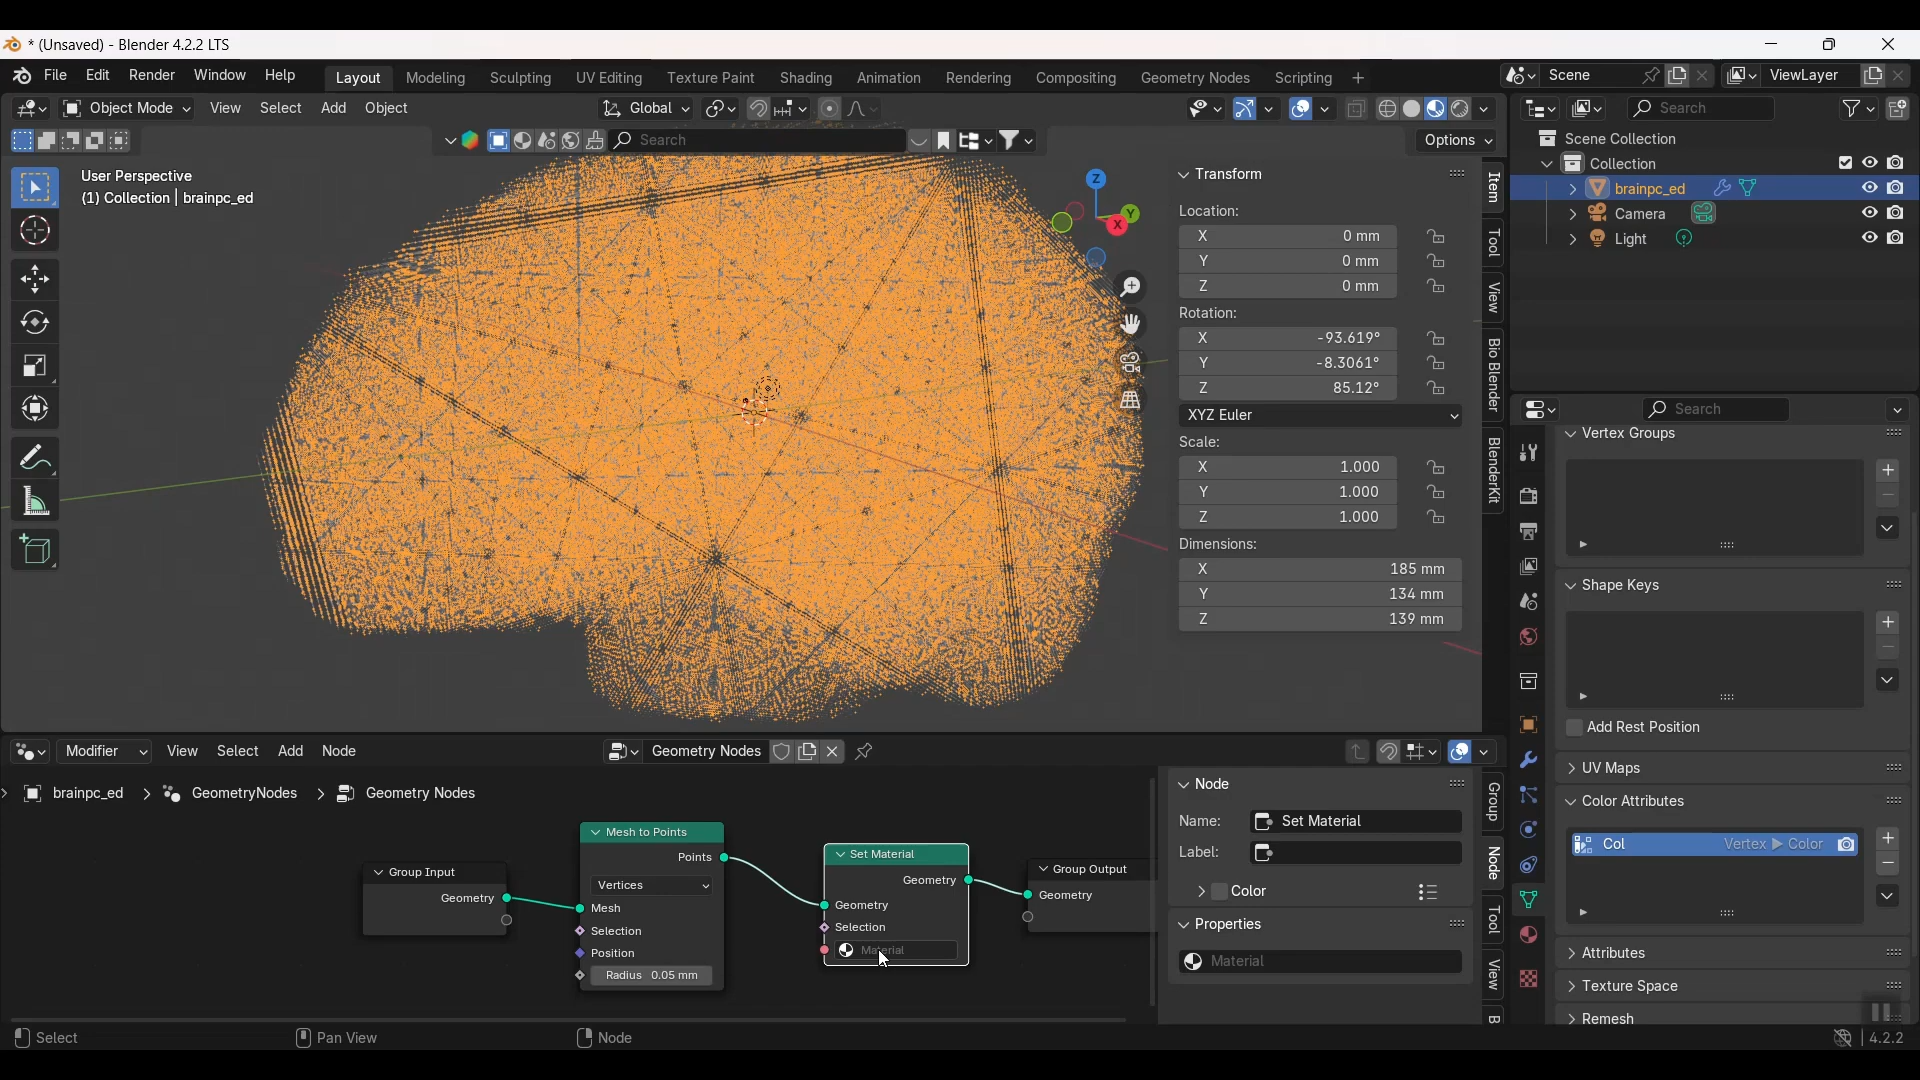 * (Unsaved) - Blender 4.2.2 LTS
File Edit Render Window Help Layout Modeling Sculpting UV Editing Texture Paint Shading Animation Rendering Compositing Geometry Nodes Scripting + Scene ViewLayer
Object Mode View Select Add Object Global Search
Search Options
User Perspective
(1) Collection | brainpc_ed
Z
Y
X
Transform
Location:
X 0 mm
Y 0 mm
Z 0 mm
Rotation:
X -93.619°
Y -8.3061°
Z 85.12°
XYZ Euler
Scale:
X 1.000
Y 1.000
Z 1.000
Dimensions:
X 185 mm
Y 134 mm
Z 139 mm
Item
Tool
View
Bio Blender
BlenderKit
Scene Collection
Collection
brainpc_ed
Camera
Light
Search
Vertex Groups
Shape Keys
Add Rest Position
UV Maps
Color Attributes
Col Vertex ▶ Color
Attributes
Texture Space
Remesh
Modifier View Select Add Node Geometry Nodes
brainpc_ed > GeometryNodes > Geometry Nodes
Group Input
Geometry
Mesh to Points
Points
Vertices
Mesh
Selection
Position
Radius 0.05 mm
Set Material
Geometry
Geometry
Selection
Material
Group Output
Geometry
Node
Name: Set Material
Label:
Color
Properties
Material
Group
Node
Tool
View
B
Select Pan View Node 4.2.2